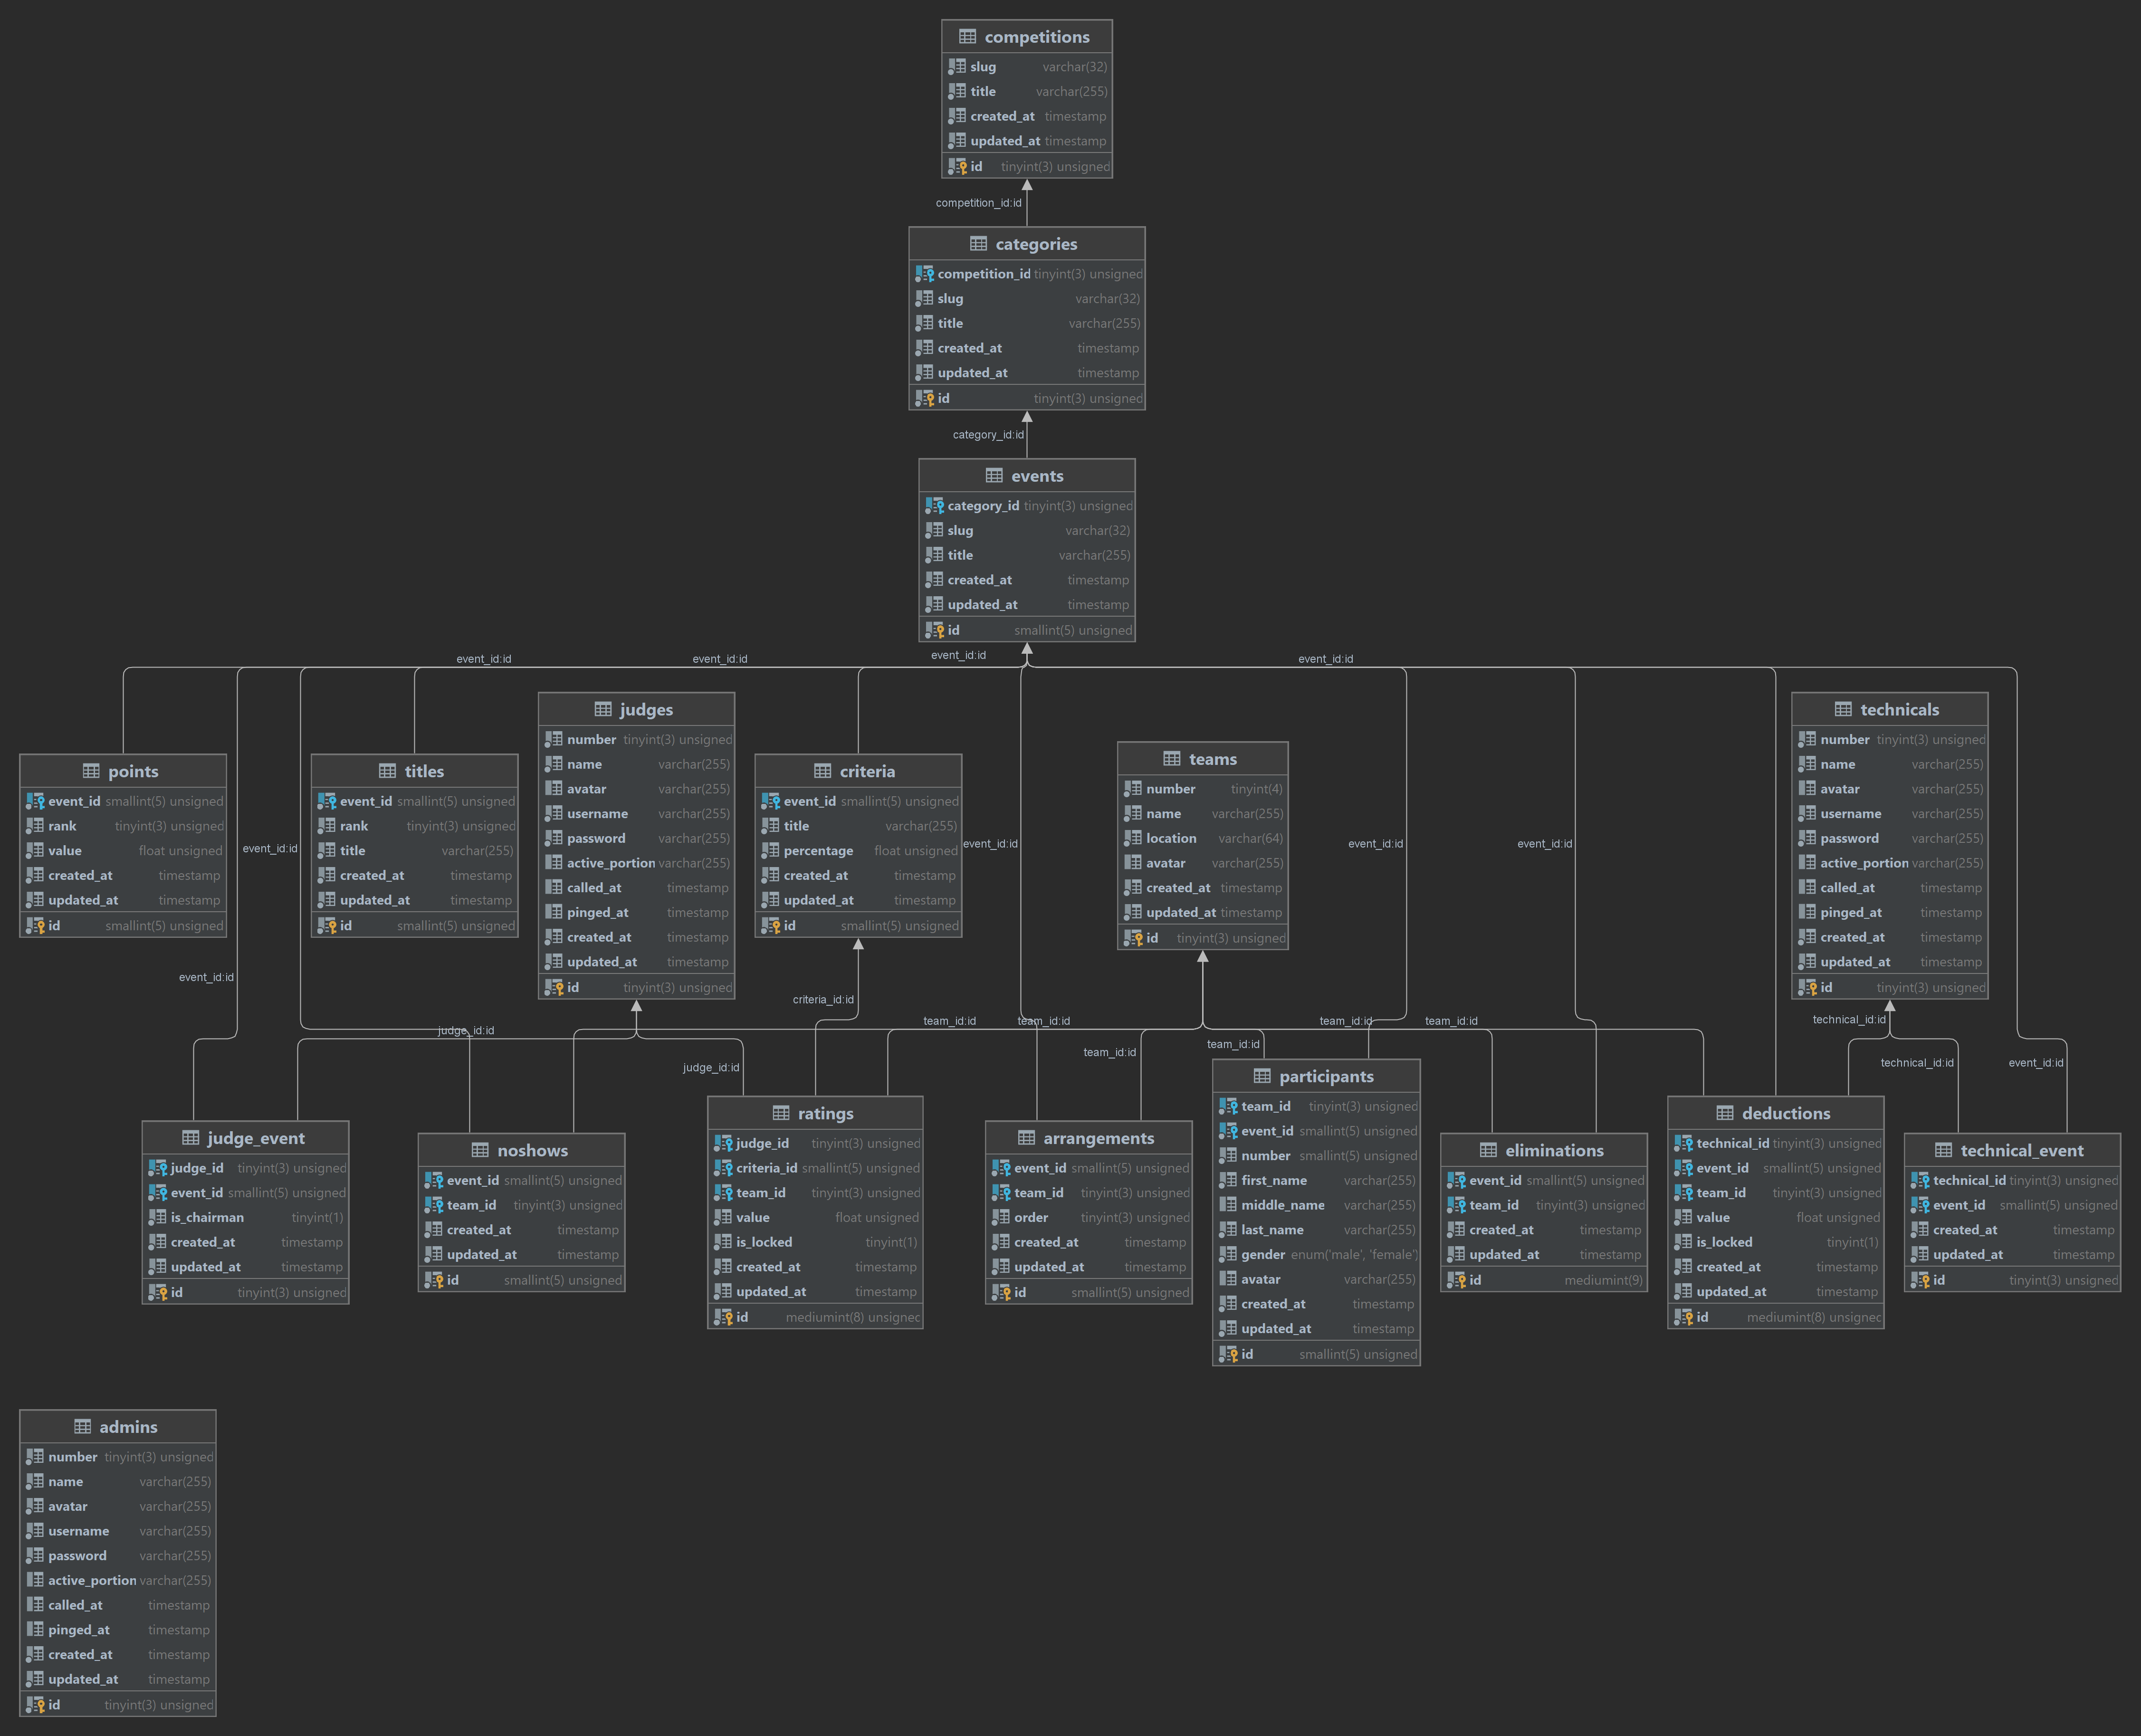 competitions
slug varchar(32)
title varchar(255)
created_at timestamp
updated_at timestamp
id tinyint(3) unsigned
competition_id:id
categories
competition_id tinyint(3) unsigned
slug varchar(32)
title varchar(255)
created_at timestamp
updated_at timestamp
id tinyint(3) unsigned
category_id:id
events
category_id tinyint(3) unsigned
slug varchar(32)
title varchar(255)
created_at timestamp
updated_at timestamp
id smallint(5) unsigned
event_id:id
event_id:id
event_id:id
event_id:id
points
event_id smallint(5) unsigned
rank tinyint(3) unsigned
value float unsigned
created_at timestamp
updated_at timestamp
id smallint(5) unsigned
event_id:id
event_id:id
titles
event_id smallint(5) unsigned
rank tinyint(3) unsigned
title varchar(255)
created_at timestamp
updated_at timestamp
id smallint(5) unsigned
judges
number tinyint(3) unsigned
name varchar(255)
avatar varchar(255)
username varchar(255)
password varchar(255)
active_portion varchar(255)
called_at timestamp
pinged_at timestamp
created_at timestamp
updated_at timestamp
id tinyint(3) unsigned
criteria
event_id smallint(5) unsigned
title varchar(255)
percentage float unsigned
created_at timestamp
updated_at timestamp
id smallint(5) unsigned
event_id:id
teams
number tinyint(4)
name varchar(255)
location varchar(64)
avatar varchar(255)
created_at timestamp
updated_at timestamp
id tinyint(3) unsigned
event_id:id
event_id:id
technicals
number tinyint(3) unsigned
name varchar(255)
avatar varchar(255)
username varchar(255)
password varchar(255)
active_portion varchar(255)
called_at timestamp
pinged_at timestamp
created_at timestamp
updated_at timestamp
id tinyint(3) unsigned
criteria_id:id
judge_id:id
team_id:id
team_id:id
team_id:id
team_id:id
technical_id:id
judge_id:id
team_id:id
team_id:id
technical_id:id
event_id:id
judge_event
judge_id tinyint(3) unsigned
event_id smallint(5) unsigned
is_chairman tinyint(1)
created_at timestamp
updated_at timestamp
id tinyint(3) unsigned
noshows
event_id smallint(5) unsigned
team_id tinyint(3) unsigned
created_at timestamp
updated_at timestamp
id smallint(5) unsigned
ratings
judge_id tinyint(3) unsigned
criteria_id smallint(5) unsigned
team_id tinyint(3) unsigned
value float unsigned
is_locked tinyint(1)
created_at timestamp
updated_at timestamp
id mediumint(8) unsigned
arrangements
event_id smallint(5) unsigned
team_id tinyint(3) unsigned
order tinyint(3) unsigned
created_at timestamp
updated_at timestamp
id smallint(5) unsigned
participants
team_id tinyint(3) unsigned
event_id smallint(5) unsigned
number smallint(5) unsigned
first_name varchar(255)
middle_name varchar(255)
last_name varchar(255)
gender enum('male', 'female')
avatar varchar(255)
created_at timestamp
updated_at timestamp
id smallint(5) unsigned
eliminations
event_id smallint(5) unsigned
team_id tinyint(3) unsigned
created_at timestamp
updated_at timestamp
id mediumint(9)
deductions
technical_id tinyint(3) unsigned
event_id smallint(5) unsigned
team_id tinyint(3) unsigned
value float unsigned
is_locked tinyint(1)
created_at timestamp
updated_at timestamp
id mediumint(8) unsigned
technical_event
technical_id tinyint(3) unsigned
event_id smallint(5) unsigned
created_at timestamp
updated_at timestamp
id tinyint(3) unsigned
admins
number tinyint(3) unsigned
name varchar(255)
avatar varchar(255)
username varchar(255)
password varchar(255)
active_portion varchar(255)
called_at timestamp
pinged_at timestamp
created_at timestamp
updated_at timestamp
id tinyint(3) unsigned